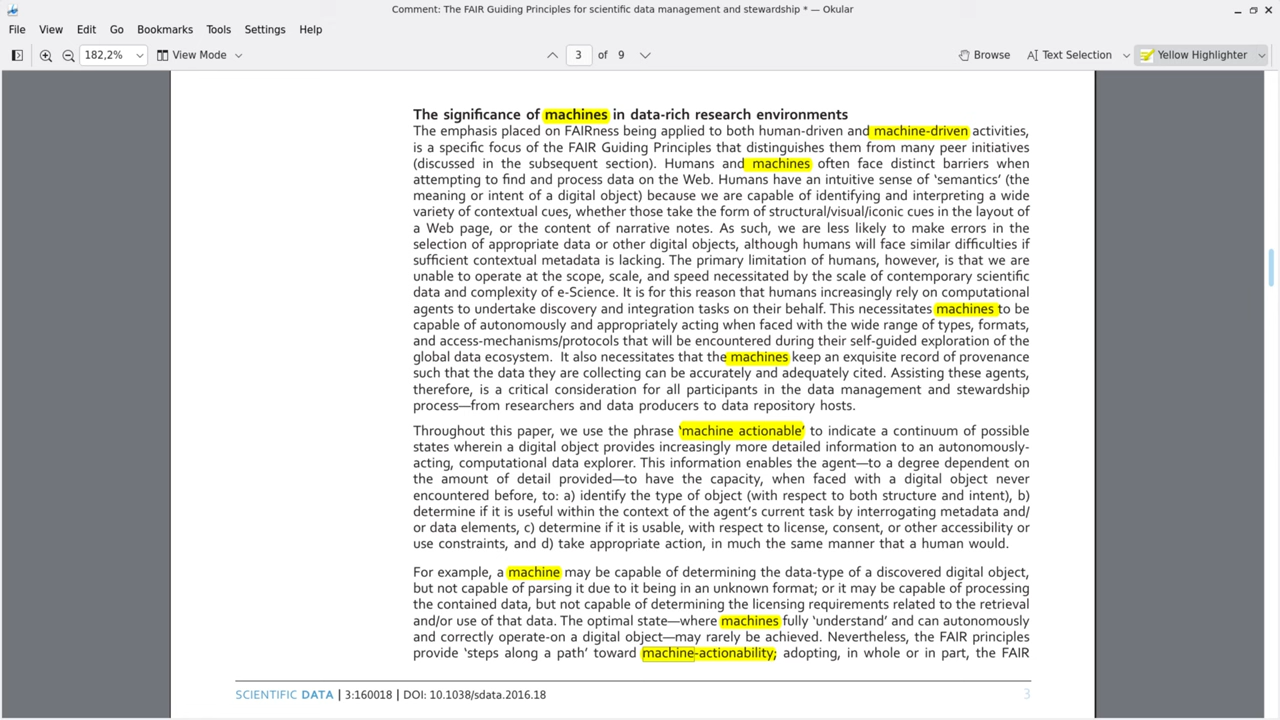 Comment: The FAIR Guiding Principles for scientific data management and stewardship * — Okular
File View Edit Go Bookmarks Tools Settings Help
182,2% View Mode 3 of 9 Browse Text Selection Yellow Highlighter
The significance of machines in data-rich research environments
The emphasis placed on FAIRness being applied to both human-driven and machine-driven activities,
is a specific focus of the FAIR Guiding Principles that distinguishes them from many peer initiatives
(discussed in the subsequent section). Humans and machines often face distinct barriers when
attempting to find and process data on the Web. Humans have an intuitive sense of ‘semantics’ (the
meaning or intent of a digital object) because we are capable of identifying and interpreting a wide
variety of contextual cues, whether those take the form of structural/visual/iconic cues in the layout of
a Web page, or the content of narrative notes. As such, we are less likely to make errors in the
selection of appropriate data or other digital objects, although humans will face similar difficulties if
sufficient contextual metadata is lacking. The primary limitation of humans, however, is that we are
unable to operate at the scope, scale, and speed necessitated by the scale of contemporary scientific
data and complexity of e-Science. It is for this reason that humans increasingly rely on computational
agents to undertake discovery and integration tasks on their behalf. This necessitates machines to be
capable of autonomously and appropriately acting when faced with the wide range of types, formats,
and access-mechanisms/protocols that will be encountered during their self-guided exploration of the
global data ecosystem. It also necessitates that the machines keep an exquisite record of provenance
such that the data they are collecting can be accurately and adequately cited. Assisting these agents,
therefore, is a critical consideration for all participants in the data management and stewardship
process—from researchers and data producers to data repository hosts.
Throughout this paper, we use the phrase ‘machine actionable’ to indicate a continuum of possible
states wherein a digital object provides increasingly more detailed information to an autonomously-
acting, computational data explorer. This information enables the agent—to a degree dependent on
the amount of detail provided—to have the capacity, when faced with a digital object never
encountered before, to: a) identify the type of object (with respect to both structure and intent), b)
determine if it is useful within the context of the agent’s current task by interrogating metadata and/
or data elements, c) determine if it is usable, with respect to license, consent, or other accessibility or
use constraints, and d) take appropriate action, in much the same manner that a human would.
For example, a machine may be capable of determining the data-type of a discovered digital object,
but not capable of parsing it due to it being in an unknown format; or it may be capable of processing
the contained data, but not capable of determining the licensing requirements related to the retrieval
and/or use of that data. The optimal state—where machines fully ‘understand’ and can autonomously
and correctly operate-on a digital object—may rarely be achieved. Nevertheless, the FAIR principles
provide ‘steps along a path’ toward machine-actionability; adopting, in whole or in part, the FAIR
SCIENTIFIC DATA | 3:160018 | DOI: 10.1038/sdata.2016.18 3